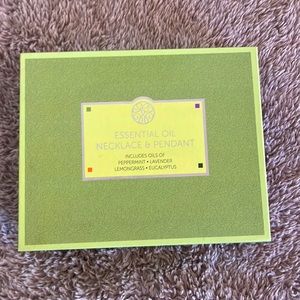 ESSENTIAL OIL
NECKLACE & PENDANT
INCLUDES OILS OF
PEPPERMINT • LAVENDER
LEMONGRASS • EUCALYPTUS